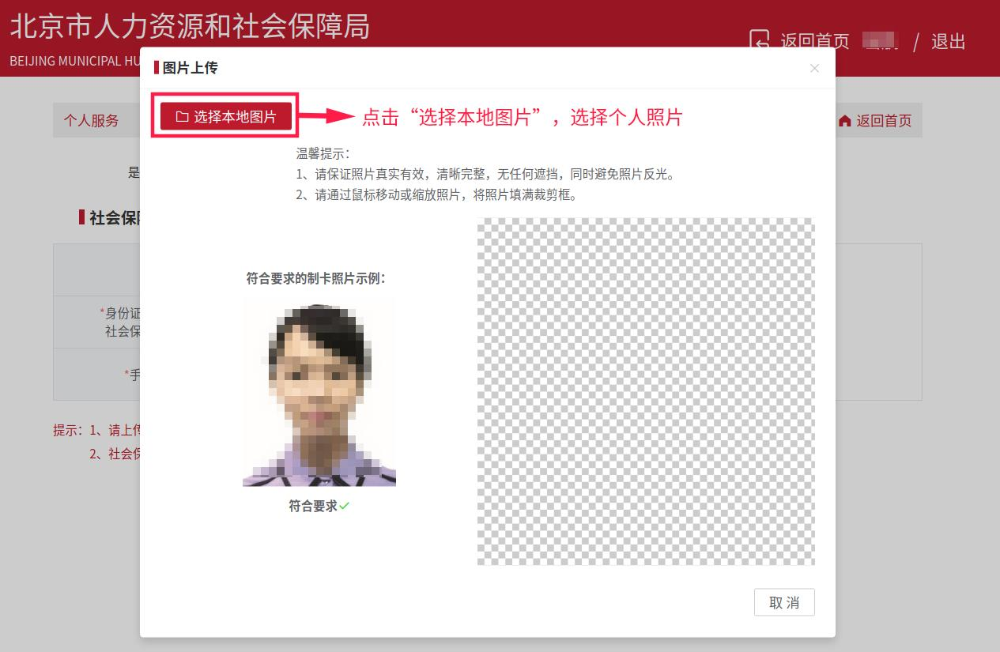 北京市人力资源和社会保障局
BEIJING MUNICIPAL HU
返回首页
/ 退出
图片上传
个人服务
选择本地图片
点击“选择本地图片”，选择个人照片
返回首页
温馨提示：
1、请保证照片真实有效，清晰完整，无任何遮挡，同时避免照片反光。
2、请通过鼠标移动或缩放照片，将照片填满裁剪框。
是
社会保障
符合要求的制卡照片示例：
*身份证
社会保
*手
提示：1、请上传
2、社会保
符合要求
取 消